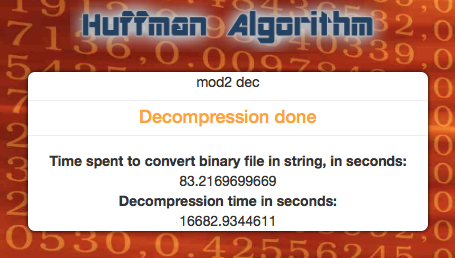 Huffman Algorithm
mod2 dec
Decompression done
Time spent to convert binary file in string, in seconds:
83.2169699669
Decompression time in seconds:
16682.9344611